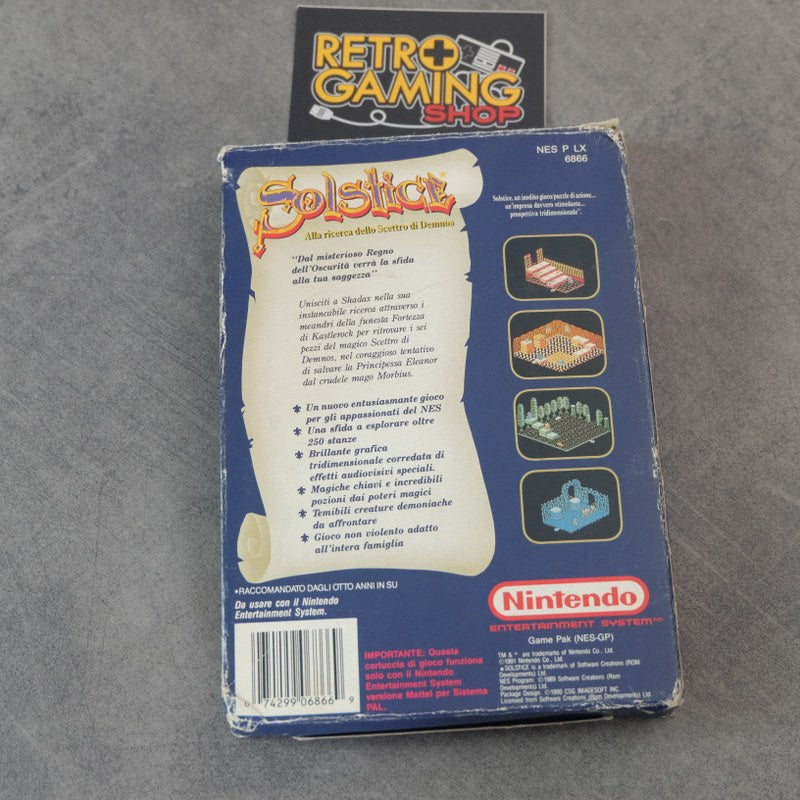 RETRO
GAMING
SHOP
NES P LX
6866
Solstice
Alla ricerca dello Scettro di Demnos
"Dal misterioso Regno
dell'Oscurità verrà la sfida
alla tua saggezza"
Unisciti a Shadax nella sua
instancabile ricerca attraverso i
meandri della funesta Fortezza
di Kastlerock per ritrovare i sei
pezzi del magico Scettro di
Demnos, nel coraggioso tentativo
di salvare la Principessa Eleanor
dal crudele mago Morbius.
Un nuovo entusiasmante gioco
per gli appassionati del NES
Una sfida a esplorare oltre
250 stanze
Brillante grafica
tridimensionale corredata di
effetti audiovisivi speciali.
Magiche chiavi e incredibili
pozioni dai poteri magici
Temibili creature demoniache
da affrontare
Gioco non violento adatto
all'intera famiglia
Solstice, un inedito gioco/puzzle di azione...
un'impresa davvero stimolante...
prospettiva tridimensionale".
•RACCOMANDATO DAGLI OTTO ANNI IN SU
Da usare con il Nintendo
Entertainment System.
0 74299 06866 9
IMPORTANTE: Questa
cartuccia di gioco funziona
solo con il Nintendo
Entertainment System
versione Mattel per Sistema
PAL.
Nintendo
ENTERTAINMENT SYSTEM™
Game Pak (NES-GP)
TM & ® are trademarks of Nintendo Co., Ltd.
©1991 Nintendo Co., Ltd.
SOLSTICE is a trademark of Software Creations (ROM
Developments) Ltd.
NES Program ©1989 Software Creations (Rom
Developments) Ltd.
Package Design ©1990 CSG IMAGESOFT INC.
Licensed from Software Creations (Rom Developments) Ltd.